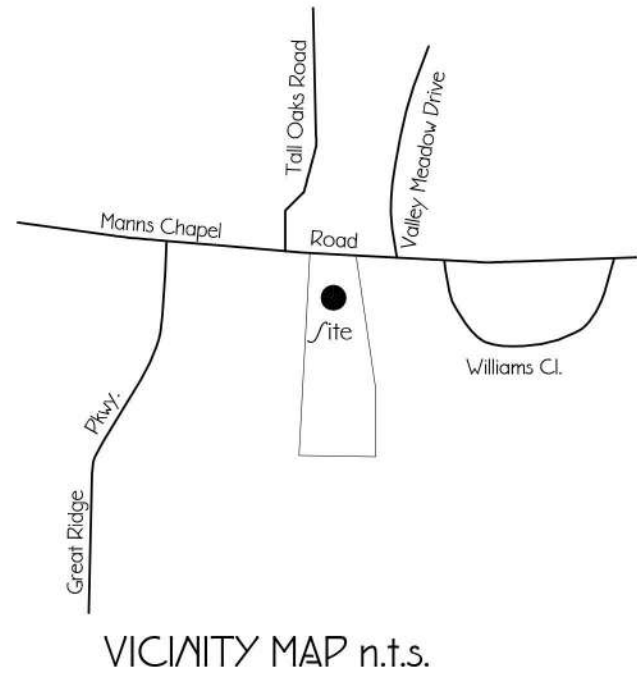 Tall Oaks Road
Valley Meadow Drive
Manns Chapel Road
Site
Williams Cl.
Great Ridge Pkwy.
VICINITY MAP n.t.s.